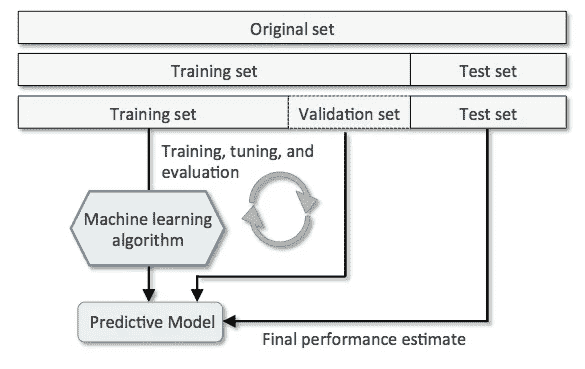 Original set
Training set Test set
Training set Validation set Test set
Training, tuning, and
evaluation
Machine learning
algorithm
Predictive Model
Final performance estimate